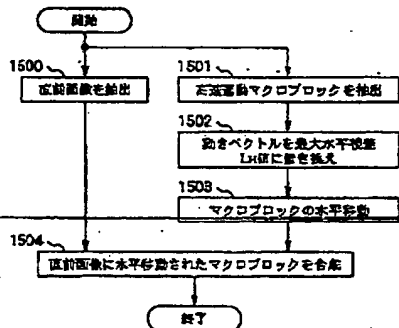 開始
1500
直前画像を抽出
1501
左右運動マクロブロックを抽出
1502
動きベクトルを最大水平視差
LH値に置き換え
1503
マクロブロックの水平移動
1504
直前画像に水平移動されたマクロブロックを合成
終了